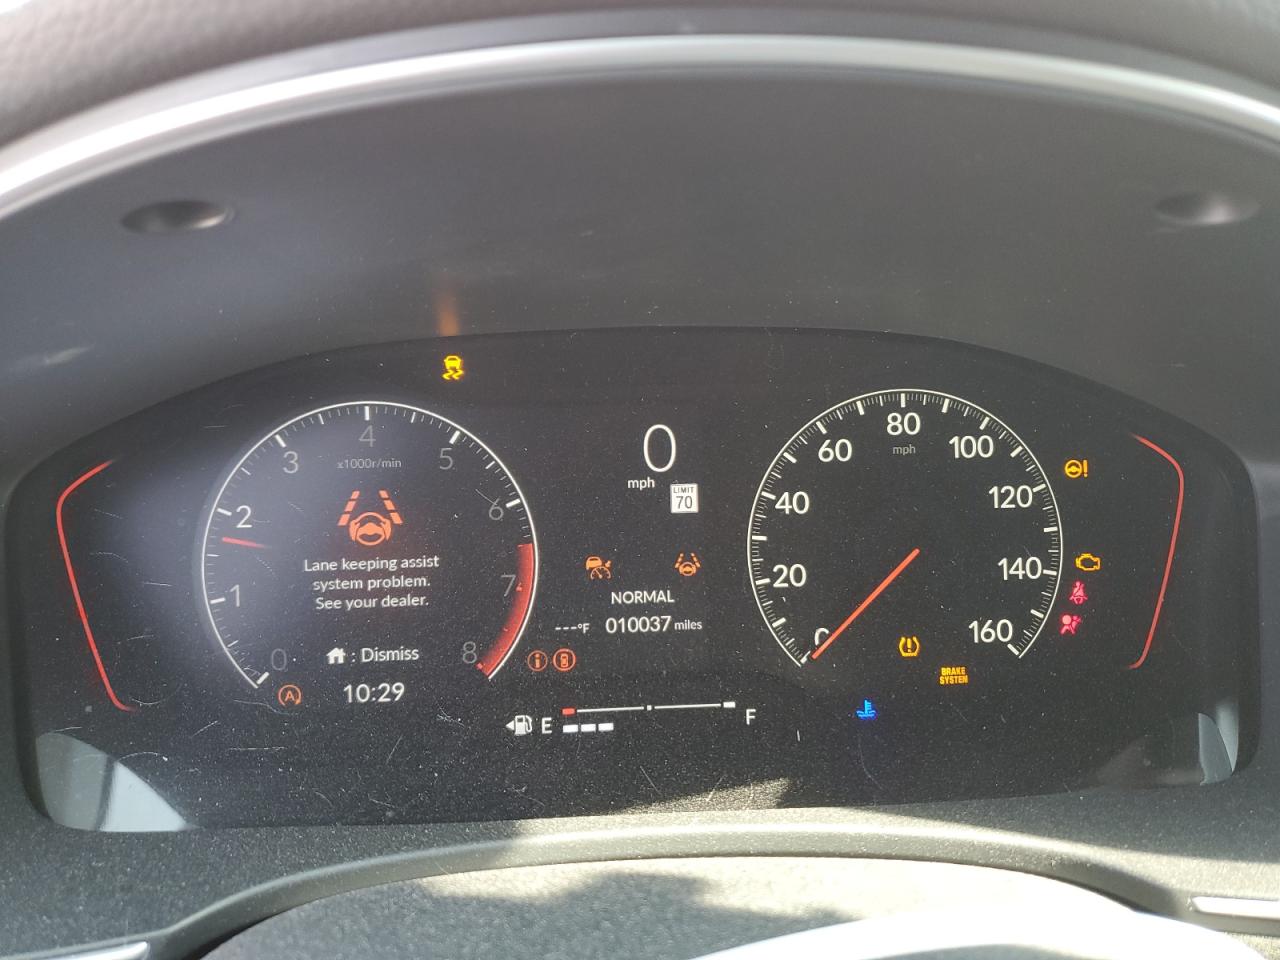 4
x1000r/min
3
5
2
6
1
7
0
8
Lane keeping assist
system problem.
See your dealer.
: Dismiss
A
10:29
0
mph
LIMIT
70
NORMAL
---°F 010037 miles
E
F
80
mph
60
100
40
120
20
140
0
160
!
!
BRAKE
SYSTEM